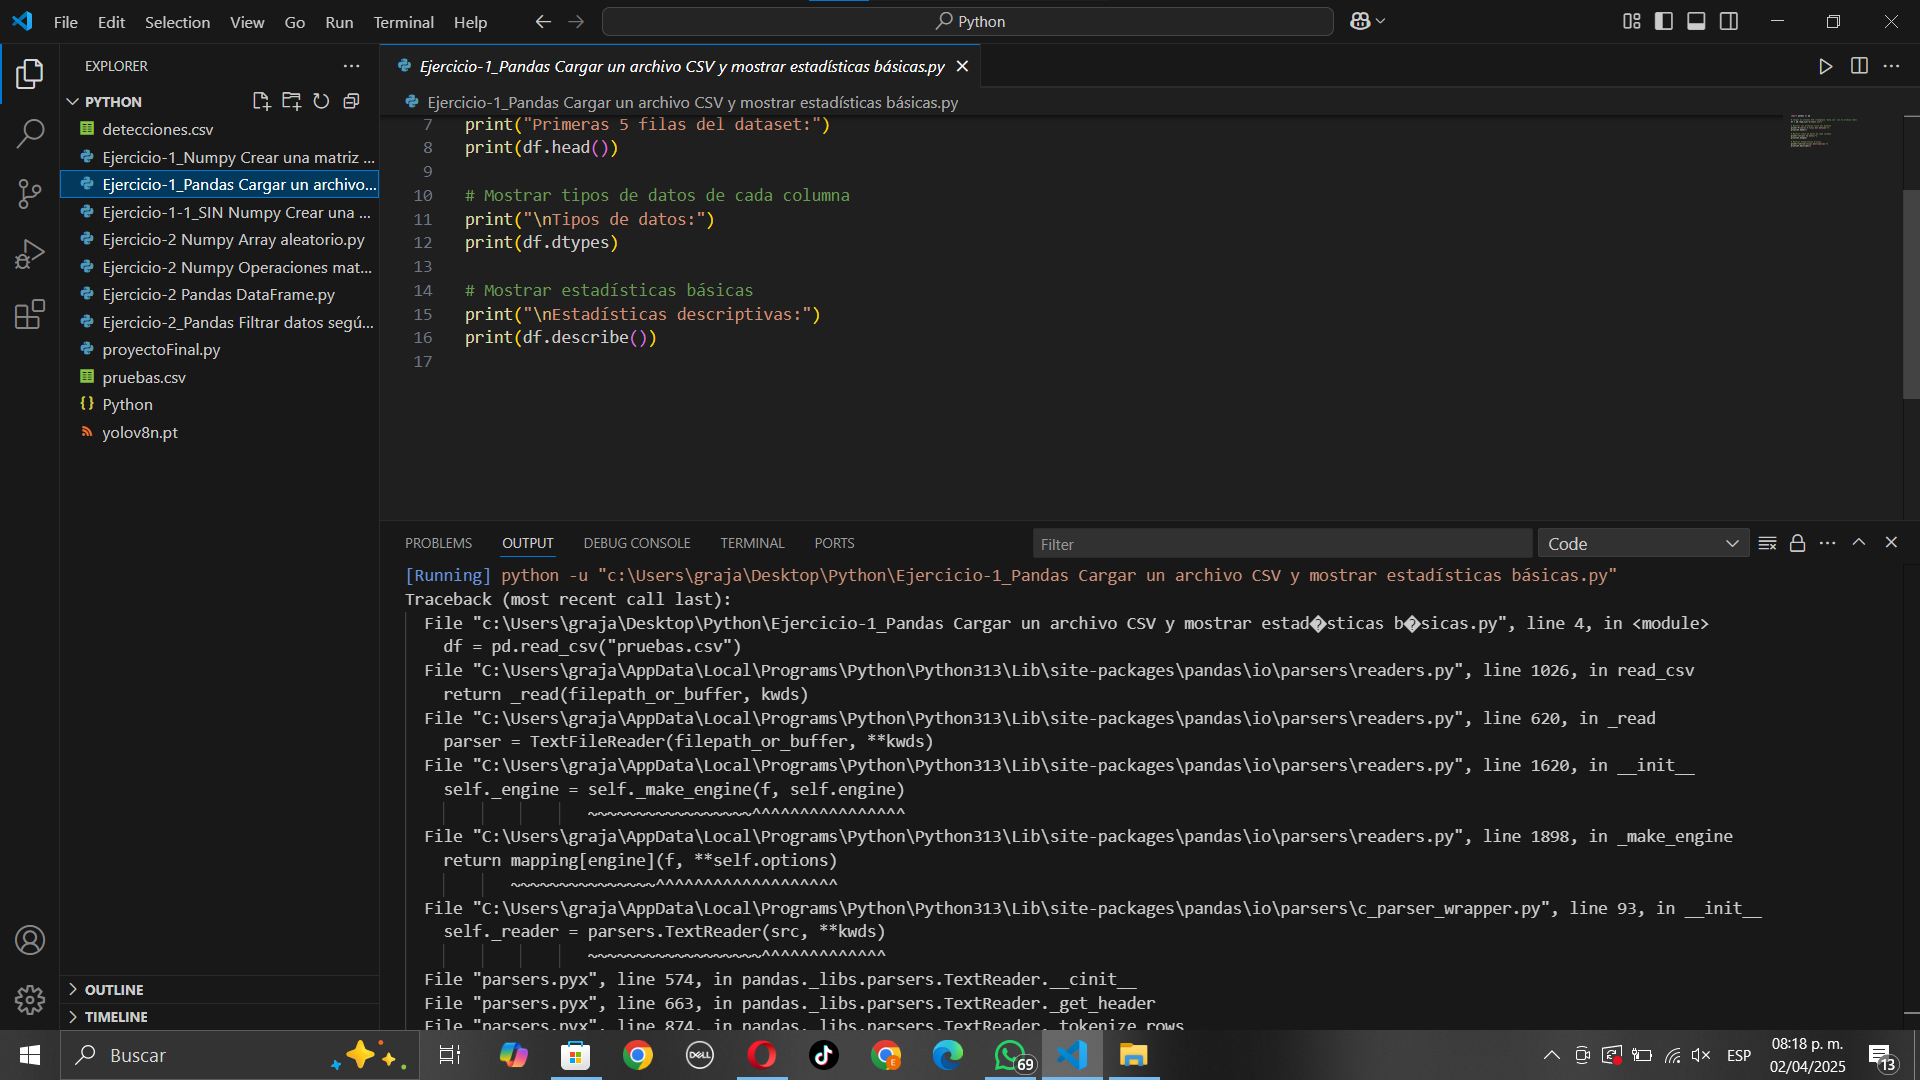 File Edit Selection View Go Run Terminal Help
Python
EXPLORER
PYTHON
detecciones.csv
Ejercicio-1_Numpy Crear una matriz ...
Ejercicio-1_Pandas Cargar un archivo...
Ejercicio-1-1_SIN Numpy Crear una ...
Ejercicio-2 Numpy Array aleatorio.py
Ejercicio-2 Numpy Operaciones mat...
Ejercicio-2 Pandas DataFrame.py
Ejercicio-2_Pandas Filtrar datos segú...
proyectoFinal.py
pruebas.csv
{} Python
yolov8n.pt
OUTLINE
TIMELINE
Ejercicio-1_Pandas Cargar un archivo CSV y mostrar estadísticas básicas.py
Ejercicio-1_Pandas Cargar un archivo CSV y mostrar estadísticas básicas.py
7 print("Primeras 5 filas del dataset:")
8 print(df.head())
9
10 # Mostrar tipos de datos de cada columna
11 print("\nTipos de datos:")
12 print(df.dtypes)
13
14 # Mostrar estadísticas básicas
15 print("\nEstadísticas descriptivas:")
16 print(df.describe())
17
PROBLEMS OUTPUT DEBUG CONSOLE TERMINAL PORTS
Filter
Code
[Running] python -u "c:\Users\graja\Desktop\Python\Ejercicio-1_Pandas Cargar un archivo CSV y mostrar estadísticas básicas.py"
Traceback (most recent call last):
File "c:\Users\graja\Desktop\Python\Ejercicio-1_Pandas Cargar un archivo CSV y mostrar estad�sticas b�sicas.py", line 4, in <module>
df = pd.read_csv("pruebas.csv")
File "C:\Users\graja\AppData\Local\Programs\Python\Python313\Lib\site-packages\pandas\io\parsers\readers.py", line 1026, in read_csv
return _read(filepath_or_buffer, kwds)
File "C:\Users\graja\AppData\Local\Programs\Python\Python313\Lib\site-packages\pandas\io\parsers\readers.py", line 620, in _read
parser = TextFileReader(filepath_or_buffer, **kwds)
File "C:\Users\graja\AppData\Local\Programs\Python\Python313\Lib\site-packages\pandas\io\parsers\readers.py", line 1620, in __init__
self._engine = self._make_engine(f, self.engine)
~~~~~~~~~~~~~~~~~^^^^^^^^^^^^^^^^
File "C:\Users\graja\AppData\Local\Programs\Python\Python313\Lib\site-packages\pandas\io\parsers\readers.py", line 1898, in _make_engine
return mapping[engine](f, **self.options)
~~~~~~~~~~~~~~~^^^^^^^^^^^^^^^^^^^
File "C:\Users\graja\AppData\Local\Programs\Python\Python313\Lib\site-packages\pandas\io\parsers\c_parser_wrapper.py", line 93, in __init__
self._reader = parsers.TextReader(src, **kwds)
~~~~~~~~~~~~~~~~~~^^^^^^^^^^^^^
File "parsers.pyx", line 574, in pandas._libs.parsers.TextReader.__cinit__
File "parsers.pyx", line 663, in pandas._libs.parsers.TextReader._get_header
File "parsers.pyx", line 874, in pandas._libs.parsers.TextReader._tokenize_rows
Buscar
DELL
E
69
ESP
08:18 p. m.
02/04/2025
13